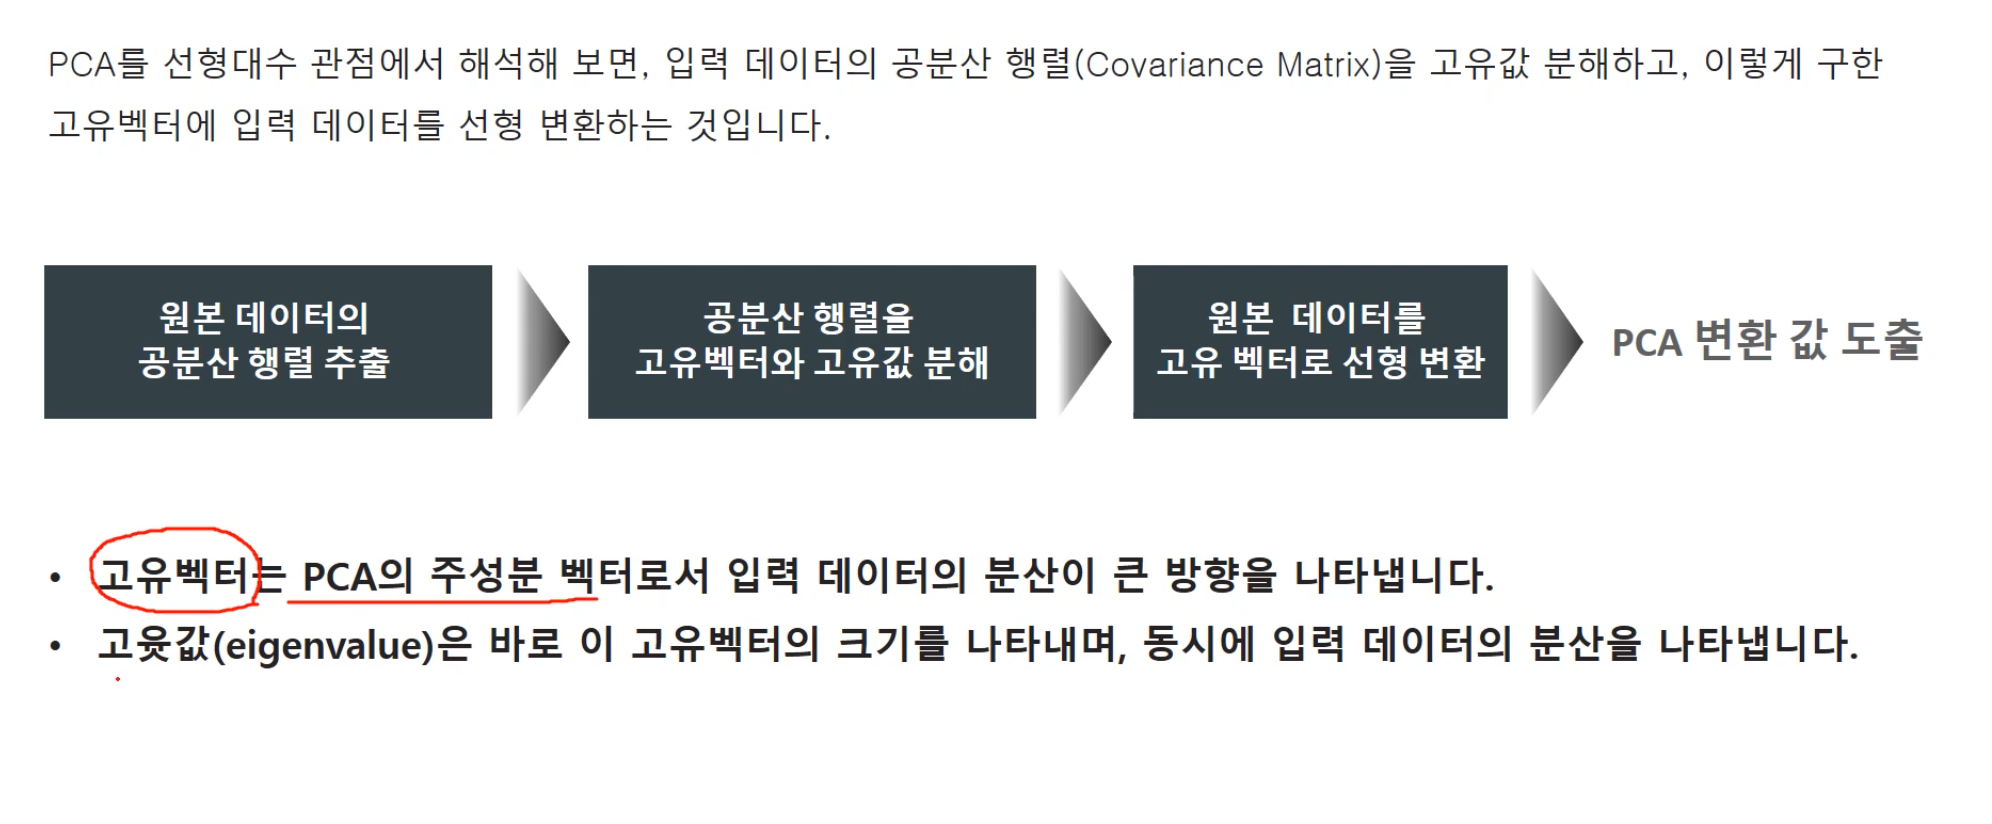 PCA를 선형대수 관점에서 해석해 보면, 입력 데이터의 공분산 행렬(Covariance Matrix)을 고유값 분해하고, 이렇게 구한
고유벡터에 입력 데이터를 선형 변환하는 것입니다.
원본 데이터의
공분산 행렬 추출
공분산 행렬을
고유벡터와 고유값 분해
원본 데이터를
고유 벡터로 선형 변환
PCA 변환 값 도출
• 고유벡터는 PCA의 주성분 벡터로서 입력 데이터의 분산이 큰 방향을 나타냅니다.
• 고윳값(eigenvalue)은 바로 이 고유벡터의 크기를 나타내며, 동시에 입력 데이터의 분산을 나타냅니다.